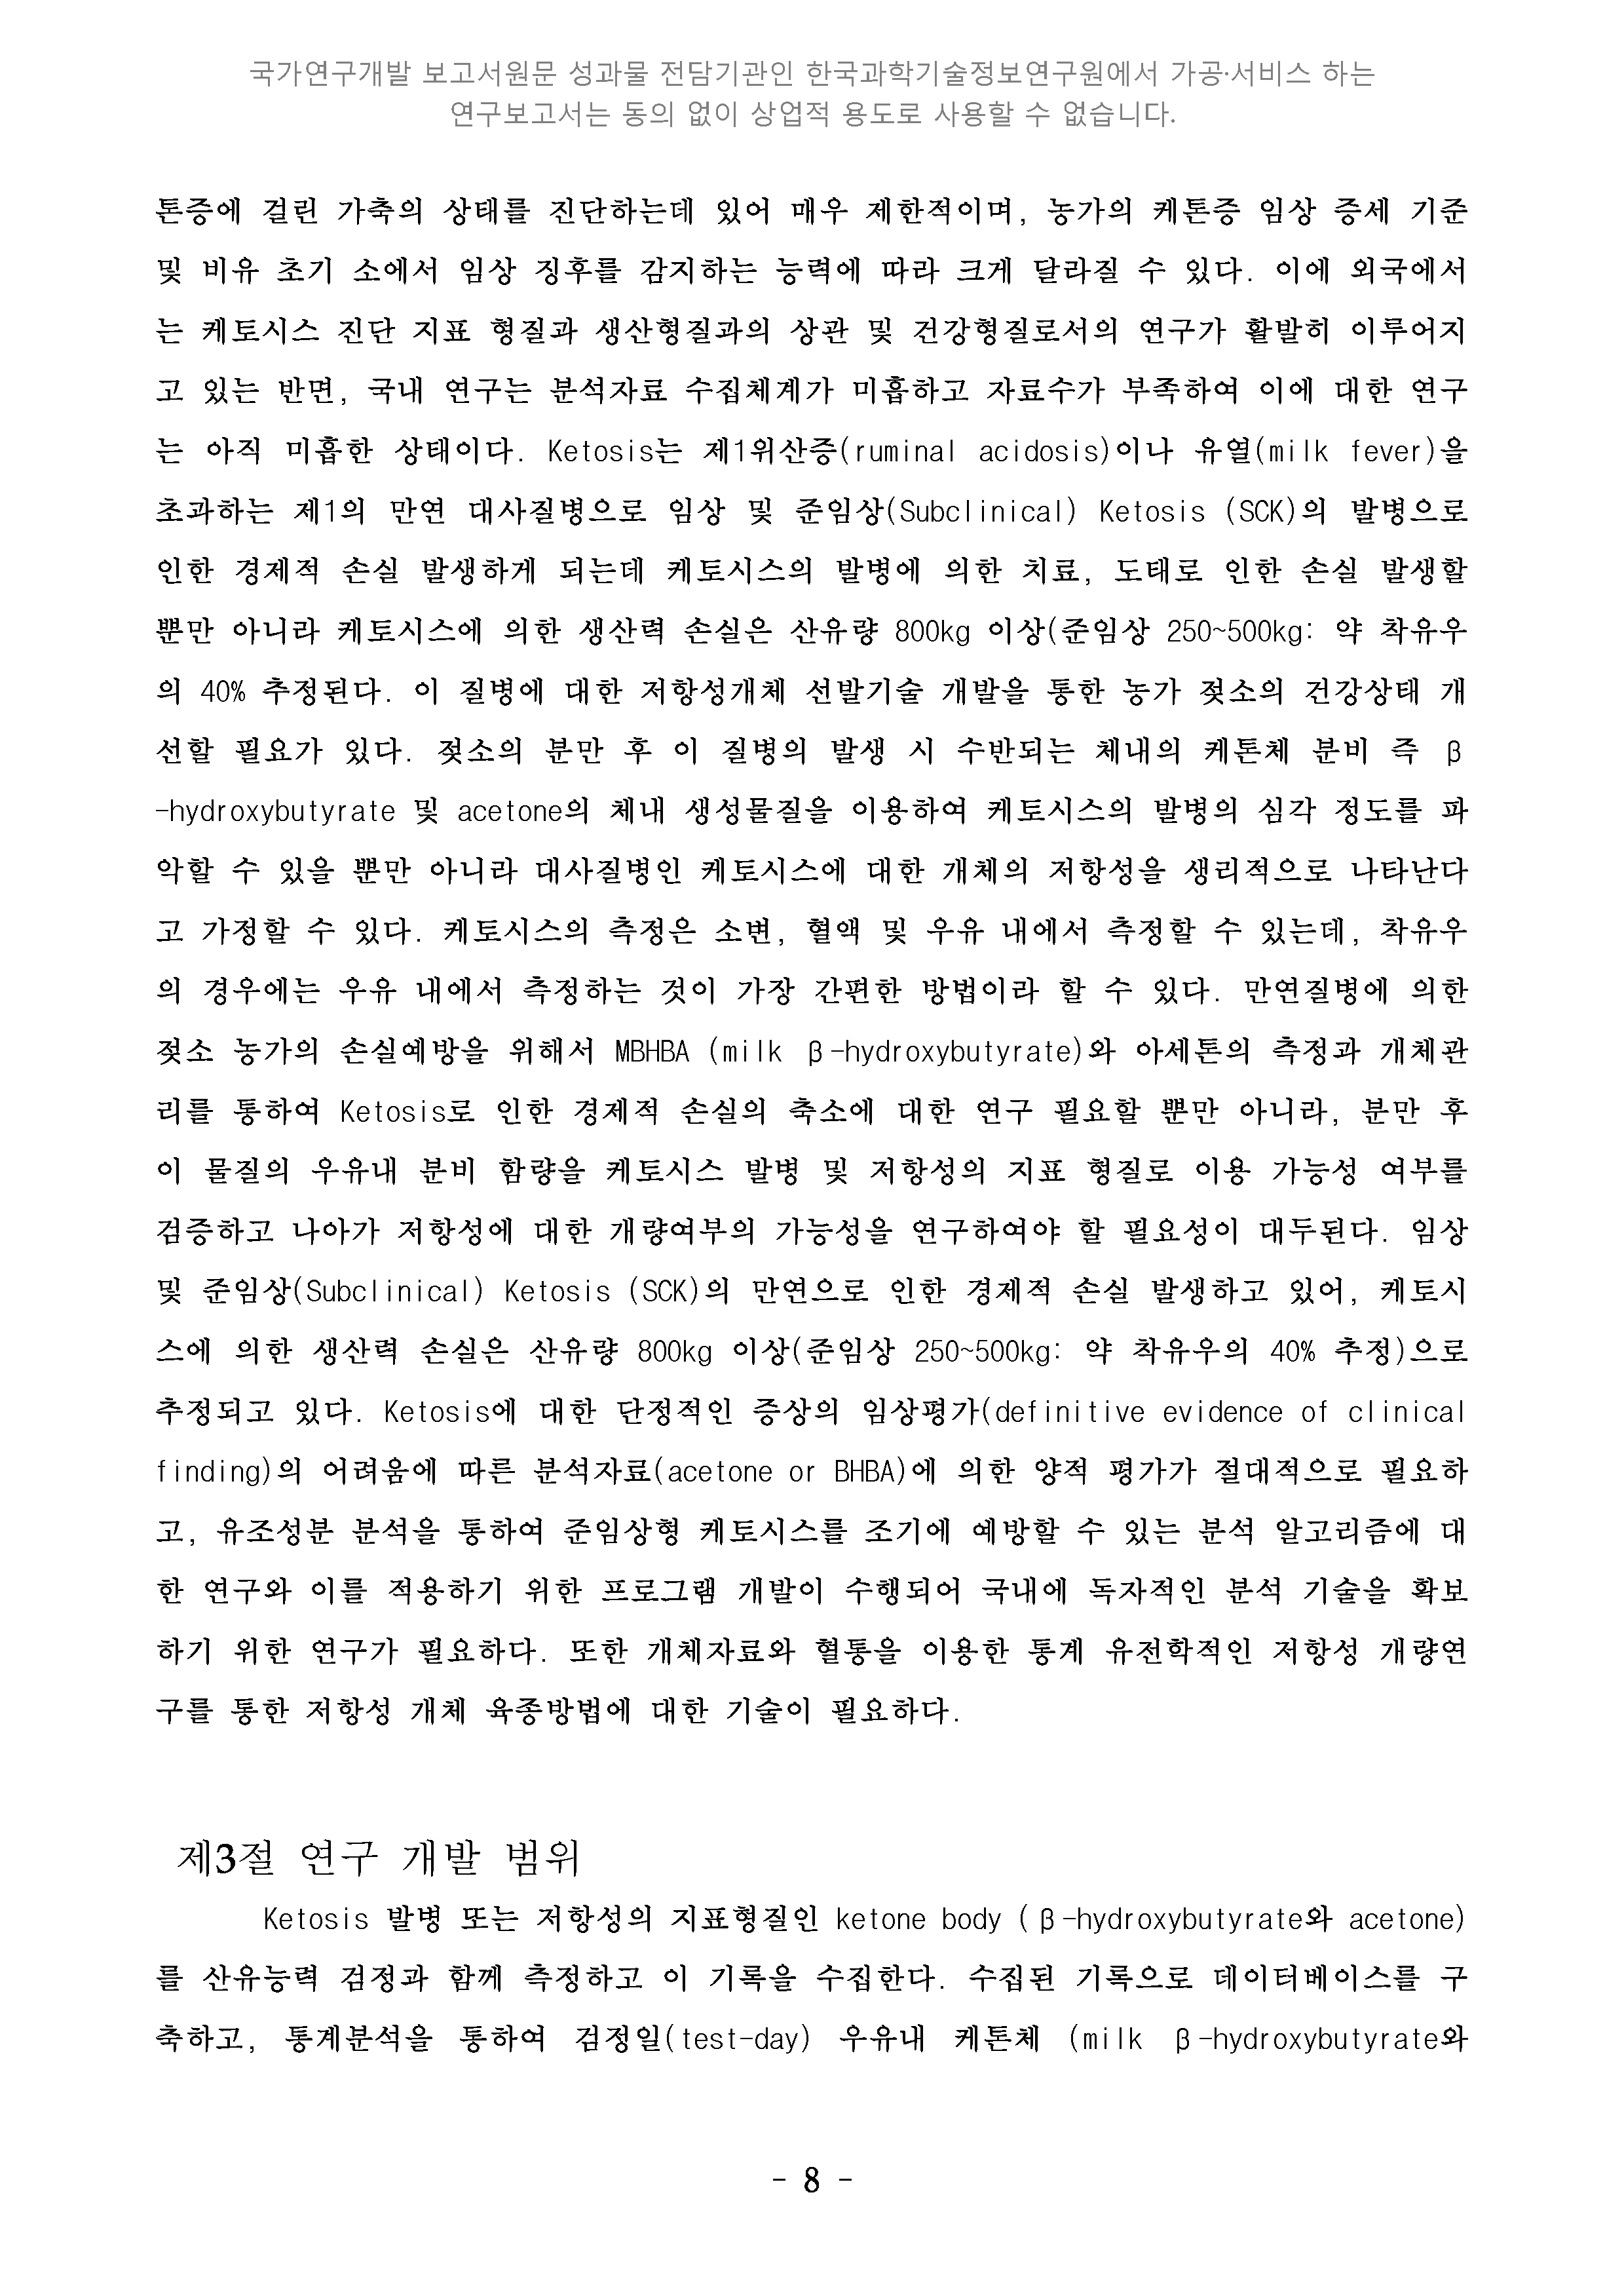 국가연구개발 보고서원문 성과물 전담기관인 한국과학기술정보연구원에서 가공·서비스 하는
연구보고서는 동의 없이 상업적 용도로 사용할 수 없습니다.
톤증에 걸린 가축의 상태를 진단하는데 있어 매우 제한적이며, 농가의 케톤증 임상 증세 기준
및 비유 초기 소에서 임상 징후를 감지하는 능력에 따라 크게 달라질 수 있다. 이에 외국에서
는 케토시스 진단 지표 형질과 생산형질과의 상관 및 건강형질로서의 연구가 활발히 이루어지
고 있는 반면, 국내 연구는 분석자료 수집체계가 미흡하고 자료수가 부족하여 이에 대한 연구
는 아직 미흡한 상태이다. Ketosis는 제1위산증(ruminal acidosis)이나 유열(milk fever)을
초과하는 제1의 만연 대사질병으로 임상 및 준임상(Subclinical) Ketosis (SCK)의 발병으로
인한 경제적 손실 발생하게 되는데 케토시스의 발병에 의한 치료, 도태로 인한 손실 발생할
뿐만 아니라 케토시스에 의한 생산력 손실은 산유량 800kg 이상(준임상 250~500kg: 약 착유우
의 40% 추정된다. 이 질병에 대한 저항성개체 선발기술 개발을 통한 농가 젖소의 건강상태 개
선할 필요가 있다. 젖소의 분만 후 이 질병의 발생 시 수반되는 체내의 케톤체 분비 즉 β
-hydroxybutyrate 및 acetone의 체내 생성물질을 이용하여 케토시스의 발병의 심각 정도를 파
악할 수 있을 뿐만 아니라 대사질병인 케토시스에 대한 개체의 저항성을 생리적으로 나타난다
고 가정할 수 있다. 케토시스의 측정은 소변, 혈액 및 우유 내에서 측정할 수 있는데, 착유우
의 경우에는 우유 내에서 측정하는 것이 가장 간편한 방법이라 할 수 있다. 만연질병에 의한
젖소 농가의 손실예방을 위해서 MBHBA (milk β-hydroxybutyrate)와 아세톤의 측정과 개체관
리를 통하여 Ketosis로 인한 경제적 손실의 축소에 대한 연구 필요할 뿐만 아니라, 분만 후
이 물질의 우유내 분비 함량을 케토시스 발병 및 저항성의 지표 형질로 이용 가능성 여부를
검증하고 나아가 저항성에 대한 개량여부의 가능성을 연구하여야 할 필요성이 대두된다. 임상
및 준임상(Subclinical) Ketosis (SCK)의 만연으로 인한 경제적 손실 발생하고 있어, 케토시
스에 의한 생산력 손실은 산유량 800kg 이상(준임상 250~500kg: 약 착유우의 40% 추정)으로
추정되고 있다. Ketosis에 대한 단정적인 증상의 임상평가(definitive evidence of clinical
finding)의 어려움에 따른 분석자료(acetone or BHBA)에 의한 양적 평가가 절대적으로 필요하
고, 유조성분 분석을 통하여 준임상형 케토시스를 조기에 예방할 수 있는 분석 알고리즘에 대
한 연구와 이를 적용하기 위한 프로그램 개발이 수행되어 국내에 독자적인 분석 기술을 확보
하기 위한 연구가 필요하다. 또한 개체자료와 혈통을 이용한 통계 유전학적인 저항성 개량연
구를 통한 저항성 개체 육종방법에 대한 기술이 필요하다.
제3절 연구 개발 범위
Ketosis 발병 또는 저항성의 지표형질인 ketone body (β-hydroxybutyrate와 acetone)
를 산유능력 검정과 함께 측정하고 이 기록을 수집한다. 수집된 기록으로 데이터베이스를 구
축하고, 통계분석을 통하여 검정일(test-day) 우유내 케톤체 (milk β-hydroxybutyrate와
- 8 -